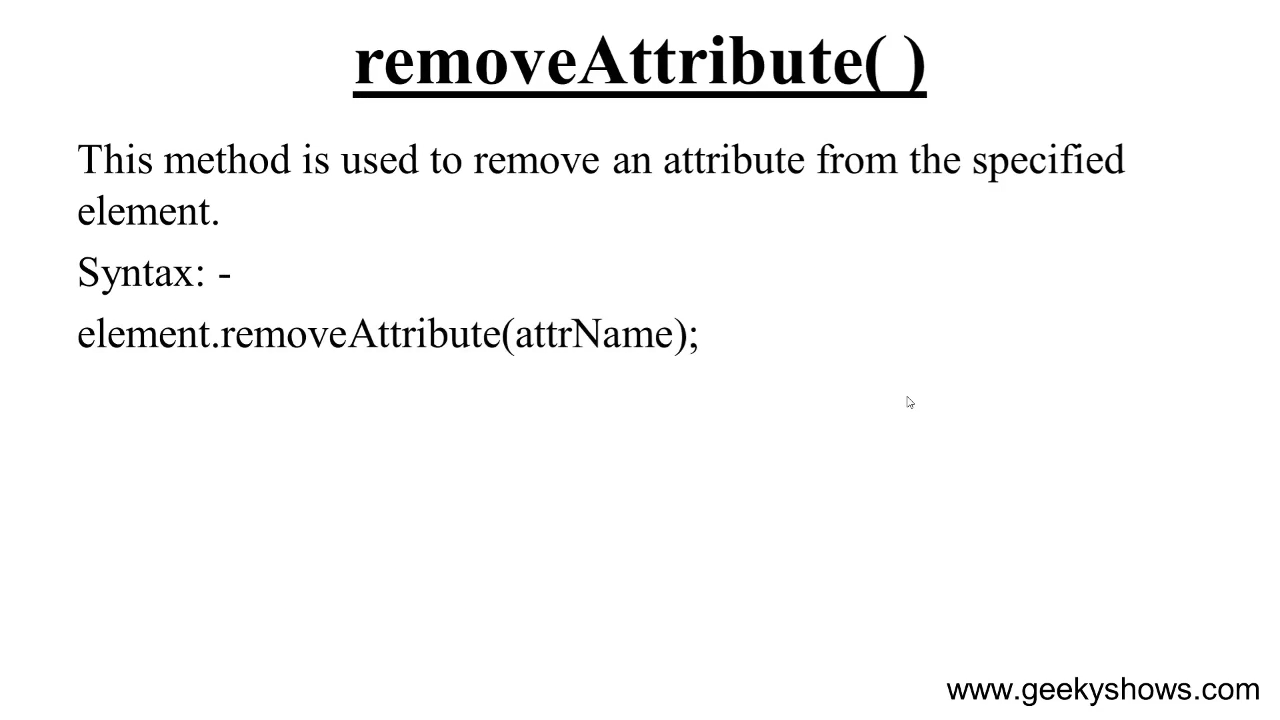 removeAttribute( )
This method is used to remove an attribute from the specified
element.
Syntax: -
element.removeAttribute(attrName);
www.geekyshows.com